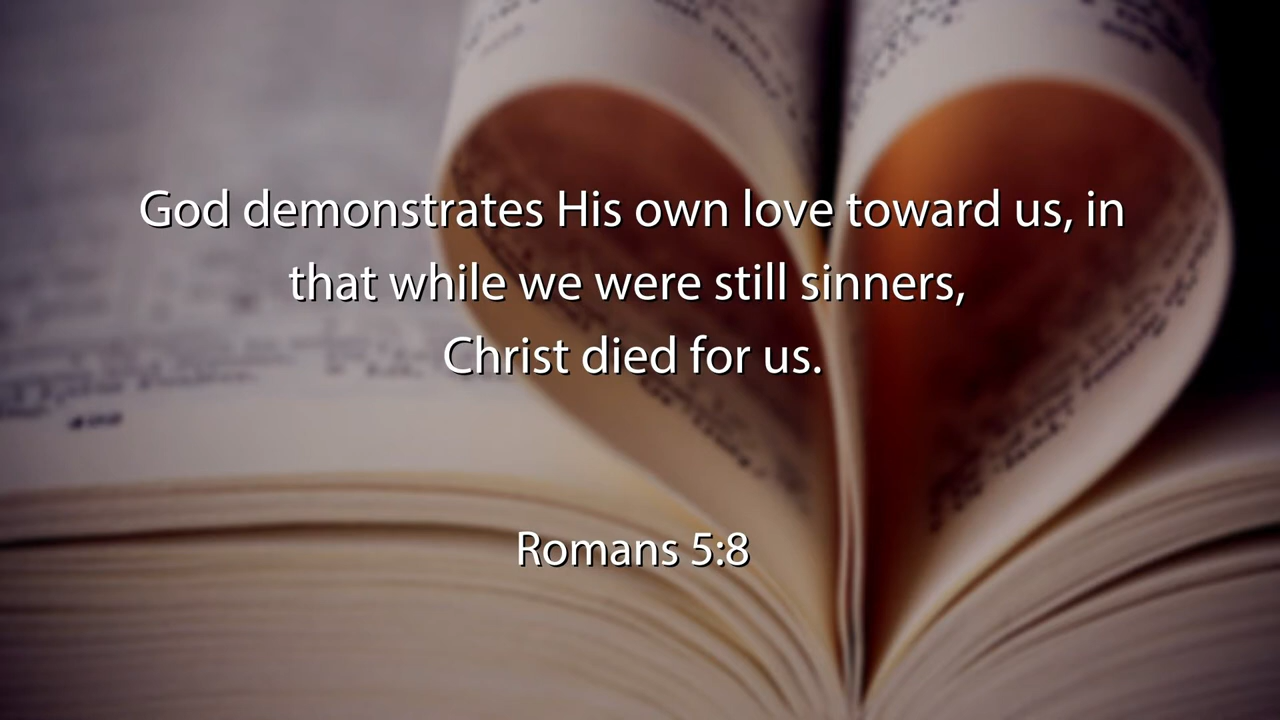 God demonstrates His own love toward us, in
that while we were still sinners,
Christ died for us.
Romans 5:8